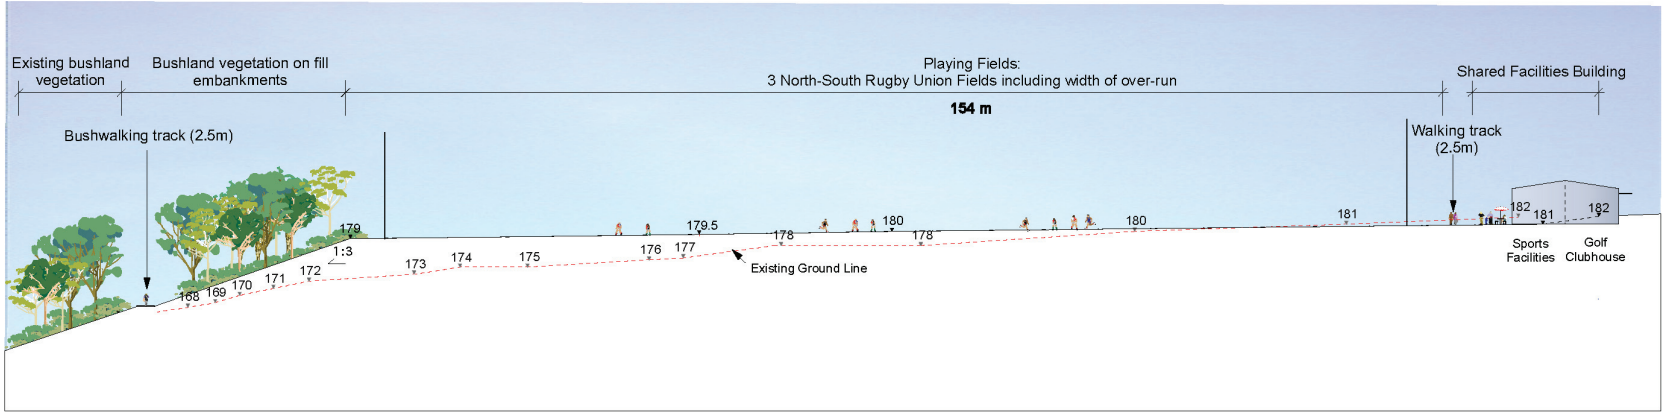 Existing bushland
vegetation
Bushland vegetation on fill
embankments
Playing Fields:
3 North-South Rugby Union Fields including width of over-run
154 m
Shared Facilities Building
Bushwalking track (2.5m)
Walking track
(2.5m)
179
1:3
168
169
170
171
172
173
174
175
176
177
179.5
178
180
178
180
181
182
181
182
Existing Ground Line
Sports
Facilities
Golf
Clubhouse